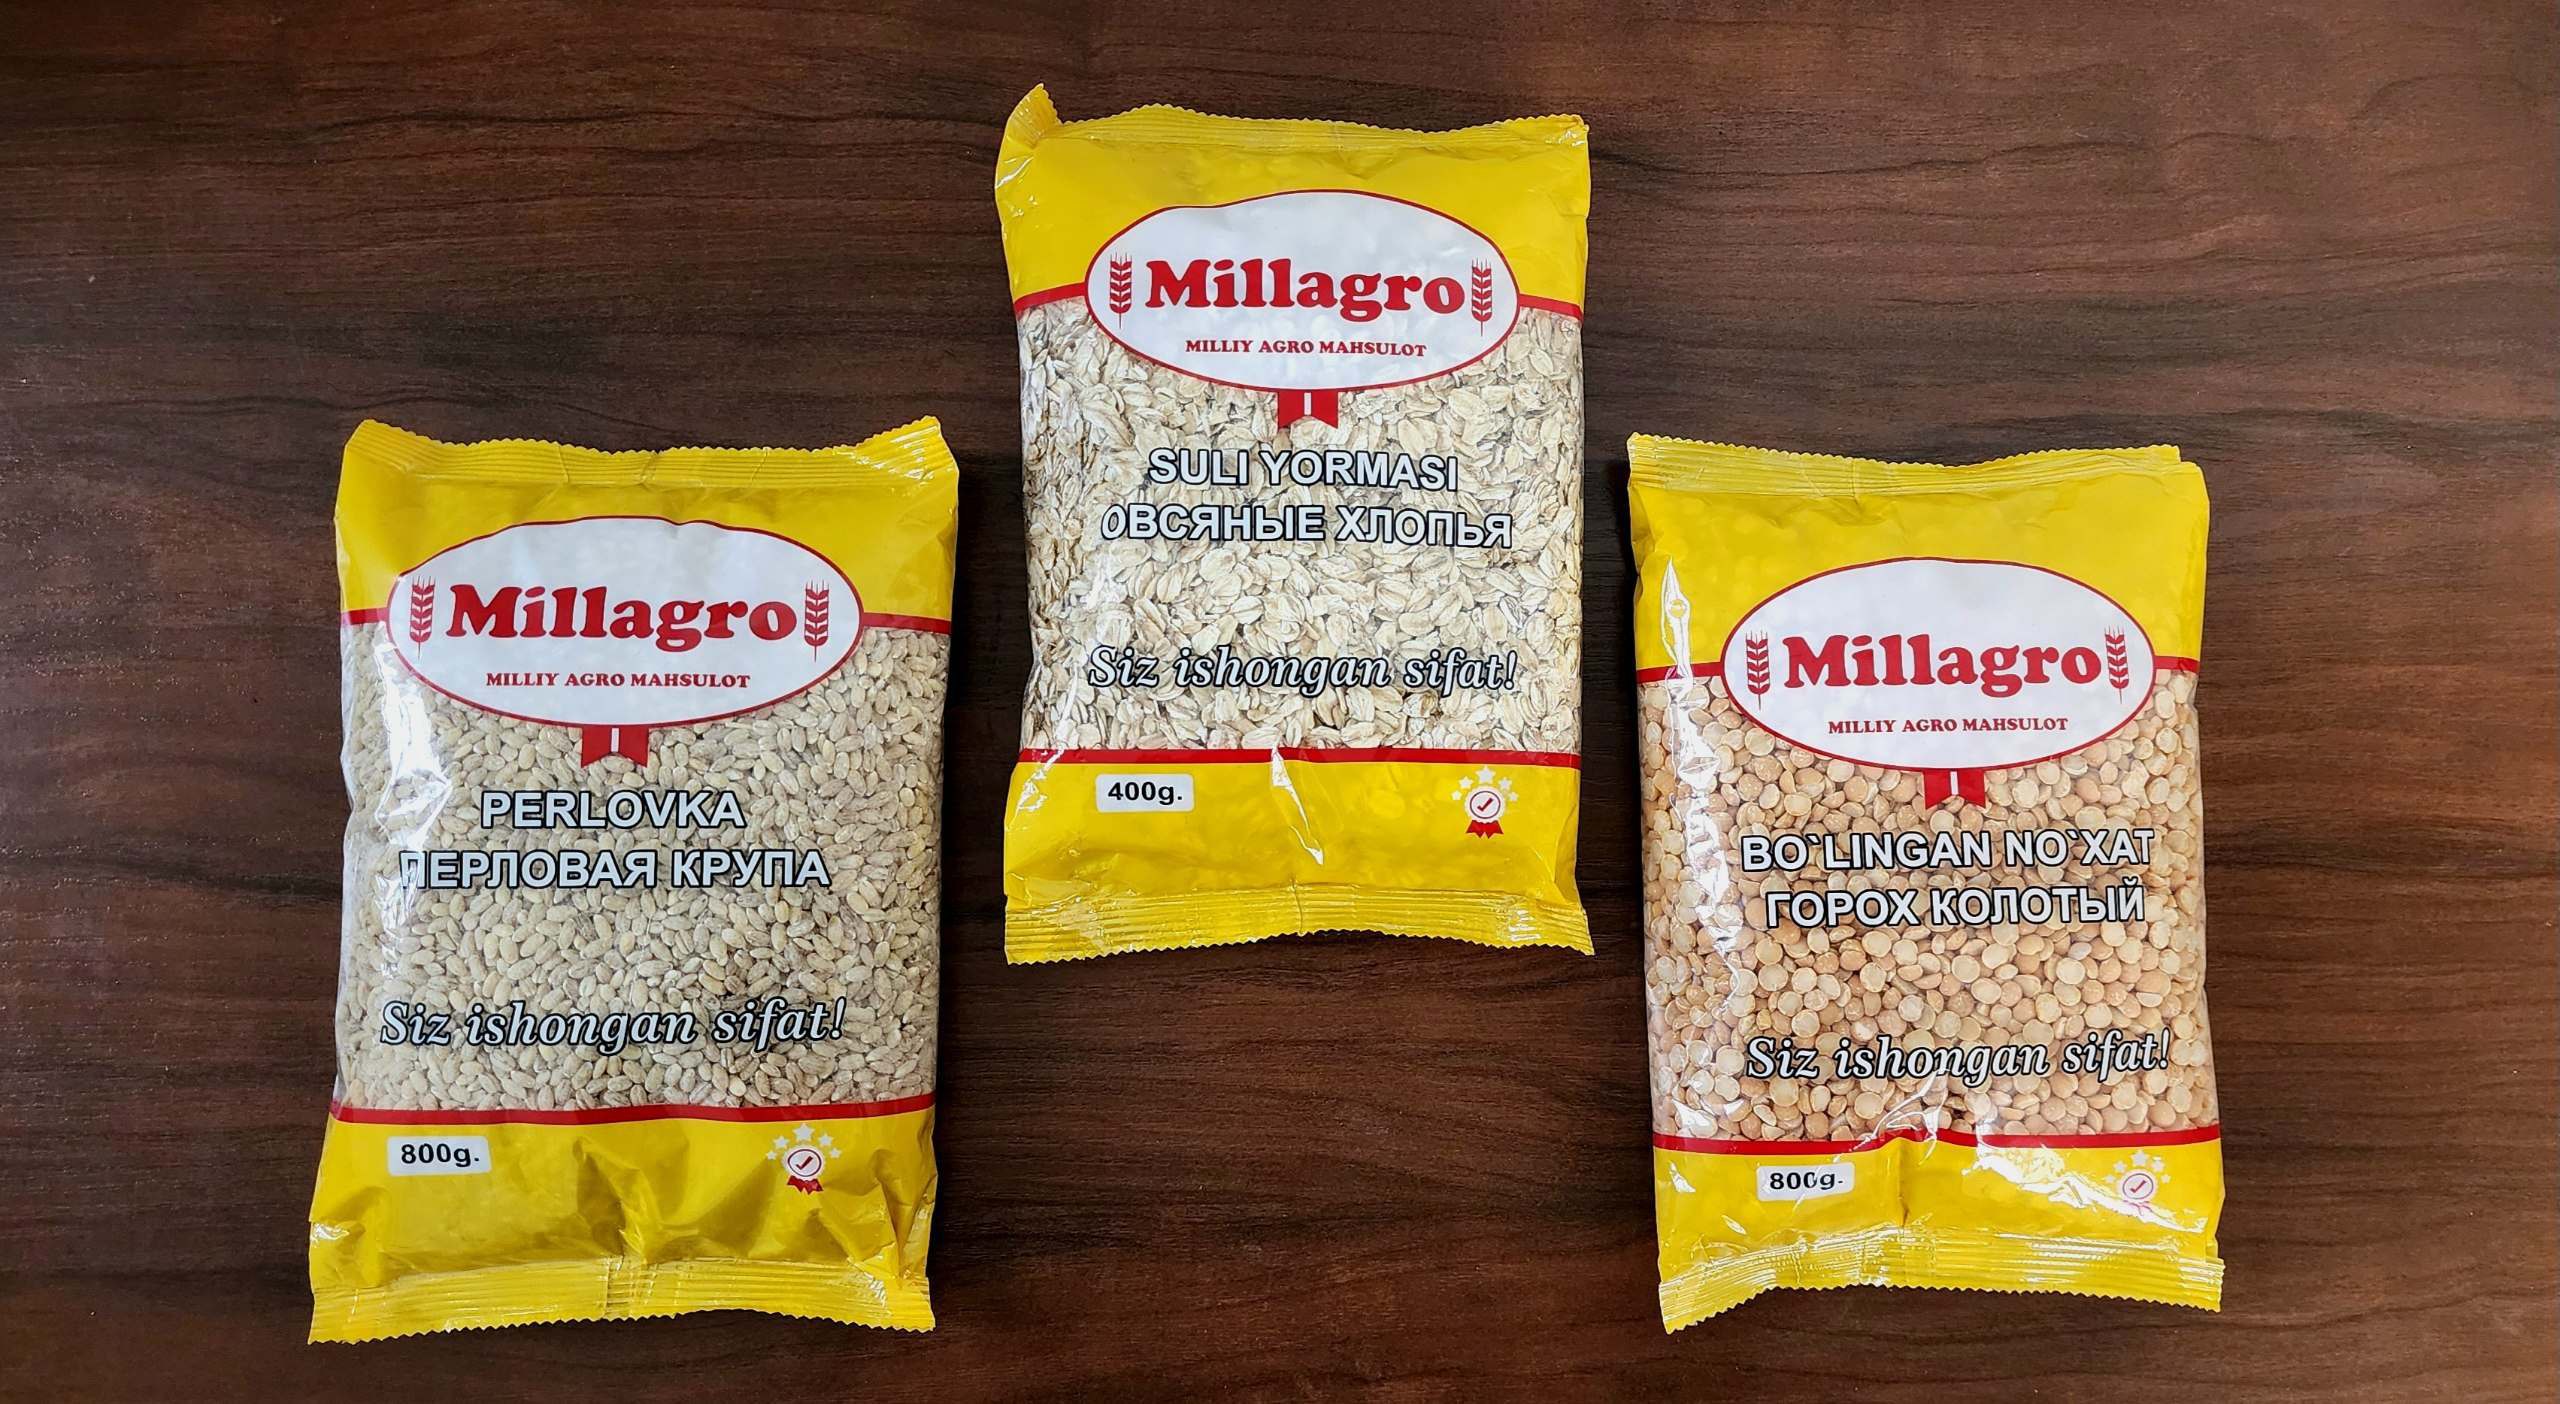 Millagro
MILLIY AGRO MAHSULOT
PERLOVKA
ПЕРЛОВАЯ КРУПА
Siz ishongan sifat!
800g.
Millagro
MILLIY AGRO MAHSULOT
SULI YORMASI
ОВСЯНЫЕ ХЛОПЬЯ
Siz ishongan sifat!
400g.
Millagro
MILLIY AGRO MAHSULOT
BO`LINGAN NO`XAT
ГОРОХ КОЛОТЫЙ
Siz ishongan sifat!
800g.